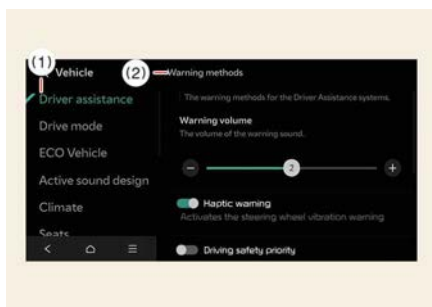 (1)
Vehicle
(2)
Warning methods
Driver assistance
Drive mode
ECO Vehicle
Active sound design
Climate
Seats
The warning methods for the Driver Assistance systems.
Warning volume
The volume of the warning sound.
2
Haptic warning
Activates the steering wheel vibration warning
Driving safety priority